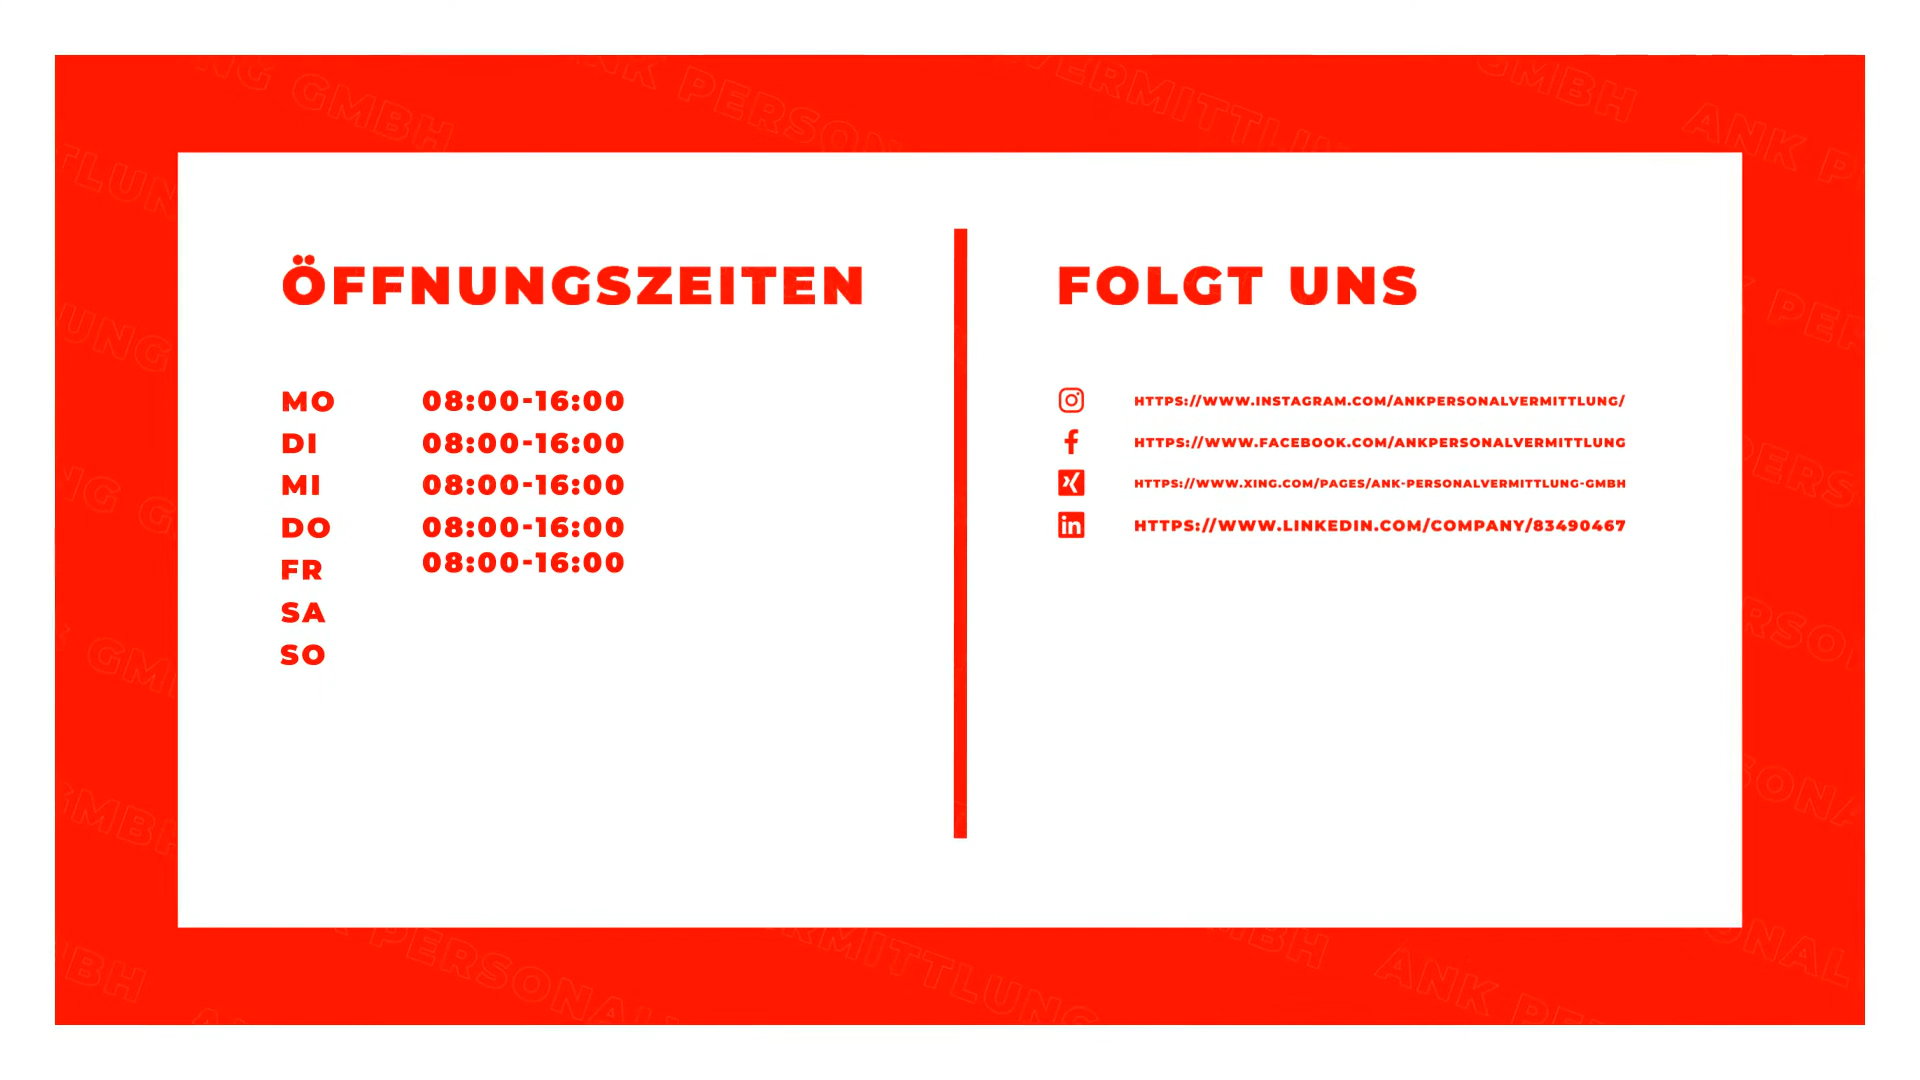 ÖFFNUNGSZEITEN
MO 08:00-16:00
DI 08:00-16:00
MI 08:00-16:00
DO 08:00-16:00
FR 08:00-16:00
SA
SO
FOLGT UNS
HTTPS://WWW.INSTAGRAM.COM/ANKPERSONALVERMITTLUNG/
HTTPS://WWW.FACEBOOK.COM/ANKPERSONALVERMITTLUNG
HTTPS://WWW.XING.COM/PAGES/ANK-PERSONALVERMITTLUNG-GMBH
HTTPS://WWW.LINKEDIN.COM/COMPANY/83490467